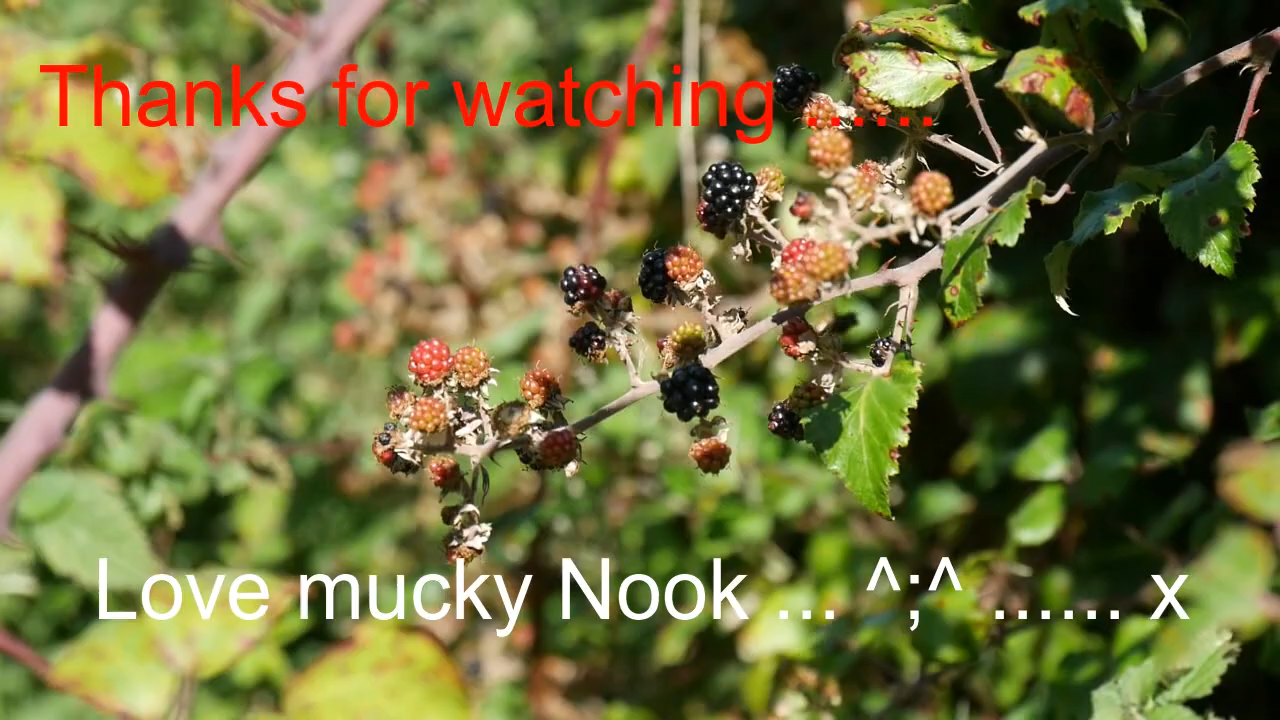 Thanks for watching .....
Love mucky Nook ... ^;^ ...... x